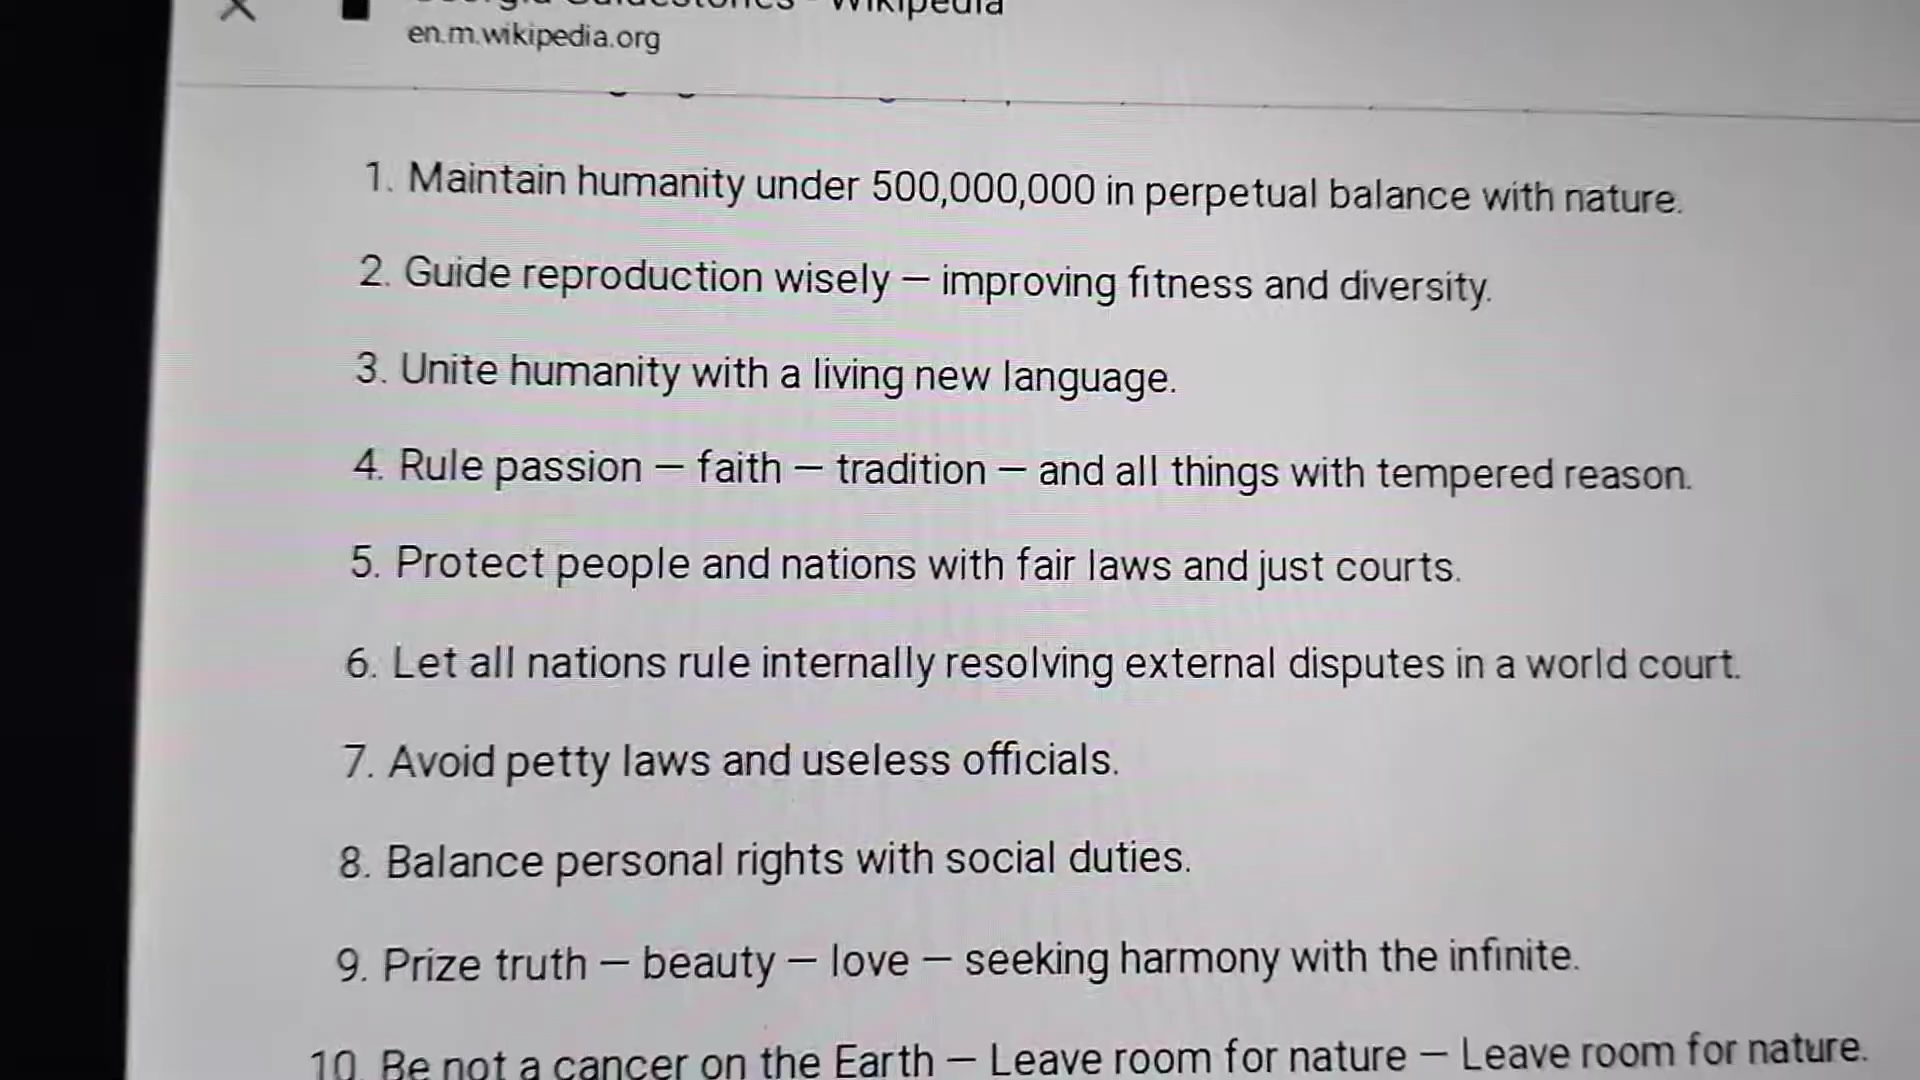 Georgia Guidestones - Wikipedia
en.m.wikipedia.org
1. Maintain humanity under 500,000,000 in perpetual balance with nature.
2. Guide reproduction wisely — improving fitness and diversity.
3. Unite humanity with a living new language.
4. Rule passion — faith — tradition — and all things with tempered reason.
5. Protect people and nations with fair laws and just courts.
6. Let all nations rule internally resolving external disputes in a world court.
7. Avoid petty laws and useless officials.
8. Balance personal rights with social duties.
9. Prize truth — beauty — love — seeking harmony with the infinite.
10. Be not a cancer on the Earth — Leave room for nature — Leave room for nature.